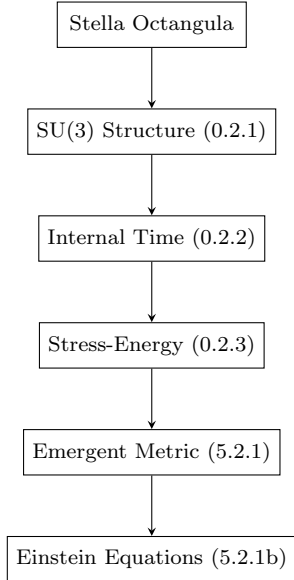 Stella Octangula
SU(3) Structure (0.2.1)
Internal Time (0.2.2)
Stress-Energy (0.2.3)
Emergent Metric (5.2.1)
Einstein Equations (5.2.1b)